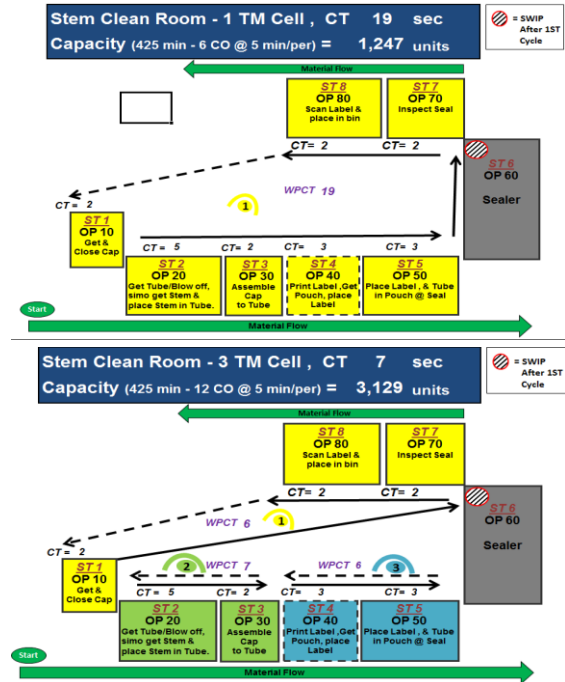 Stem Clean Room - 1 TM Cell , CT 19 sec
Capacity (425 min - 6 CO @ 5 min/per) = 1,247 units
= SWIP
After 1ST
Cycle
Material Flow
ST 8
OP 80
Scan Label &
place in bin
ST 7
OP 70
Inspect Seal
CT= 2
CT= 2
ST 6
OP 60
Sealer
WPCT 19
1
CT= 2
ST 1
OP 10
Get &
Close Cap
CT = 5
CT= 2
CT= 3
CT= 3
ST 2
OP 20
Get Tube/Blow off,
simo get Stem &
place Stem in Tube.
ST 3
OP 30
Assemble
Cap
to Tube
ST 4
OP 40
Print Label ,Get
Pouch, place
Label
ST 5
OP 50
Place Label , & Tube
in Pouch @ Seal
Start
Material Flow
Stem Clean Room - 3 TM Cell , CT 7 sec
Capacity (425 min - 12 CO @ 5 min/per) = 3,129 units
= SWIP
After 1ST
Cycle
Material Flow
ST 8
OP 80
Scan Label &
place in bin
ST 7
OP 70
Inspect Seal
CT= 2
CT= 2
ST 6
OP 60
Sealer
WPCT 6
1
CT= 2
ST 1
OP 10
Get &
Close Cap
2
WPCT 7
WPCT 6
3
CT= 5
CT= 2
CT= 3
CT= 3
ST 2
OP 20
Get Tube/Blow off,
simo get Stem &
place Stem in Tube.
ST 3
OP 30
Assemble
Cap
to Tube
ST 4
OP 40
Print Label ,Get
Pouch, place
Label
ST 5
OP 50
Place Label , & Tube
in Pouch @ Seal
Start
Material Flow